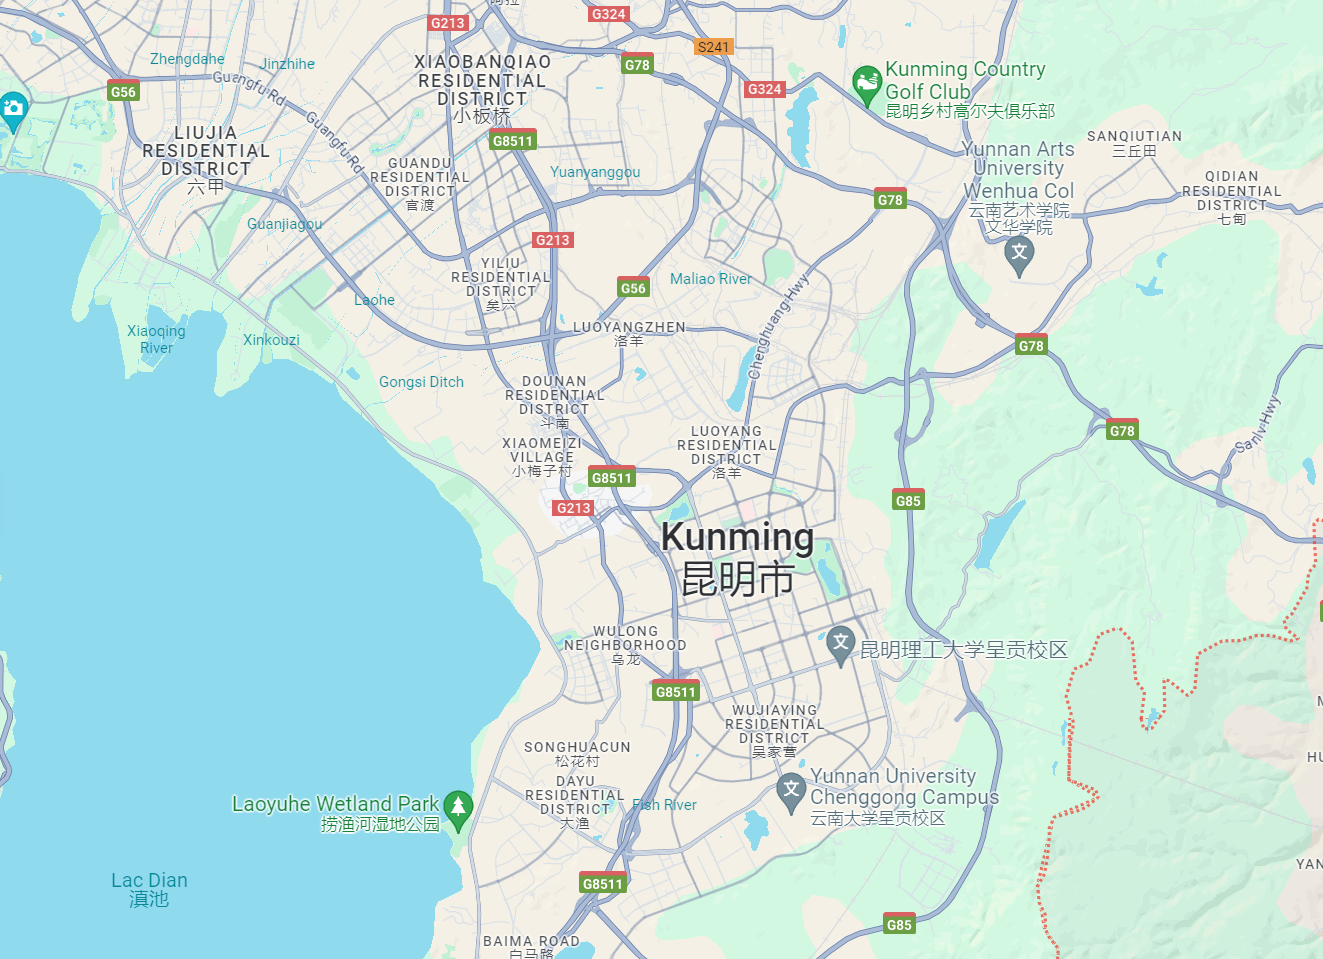 G213
G324
S241
G78
G324
G56
Zhengdahe
Jinzhihe
Guangfu Rd
XIAOBANQIAO
RESIDENTIAL
DISTRICT
小板桥
Kunming Country
Golf Club
昆明乡村高尔夫俱乐部
G8511
LIUJIA
RESIDENTIAL
DISTRICT
六甲
Guangfu Rd
GUANDU
RESIDENTIAL
DISTRICT
官渡
Yuanyanggou
SANQIUTIAN
三丘田
Yunnan Arts
University
Wenhua Col
云南艺术学院
文华学院
QIDIAN
RESIDENTIAL
DISTRICT
七甸
G78
Guanjiagou
G213
YILIU
RESIDENTIAL
DISTRICT
矣六
G56
Maliao River
Laohe
Chenghuang Hwy
Xiaoqing
River
Xinkouzi
LUOYANGZHEN
洛羊
G78
Gongsi Ditch
DOUNAN
RESIDENTIAL
DISTRICT
斗南
Sanlv Hwy
XIAOMEIZI
VILLAGE
小梅子村
LUOYANG
RESIDENTIAL
DISTRICT
洛羊
G78
G8511
G213
G85
Kunming
昆明市
WULONG
NEIGHBORHOOD
乌龙
昆明理工大学呈贡校区
G8511
WUJIAYING
RESIDENTIAL
DISTRICT
吴家营
SONGHUACUN
松花村
DAYU
RESIDENTIAL
DISTRICT
大渔
Fish River
Yunnan University
Chenggong Campus
云南大学呈贡校区
Laoyuhe Wetland Park
捞渔河湿地公园
Lac Dian
滇池
G8511
G85
HU
YAN
BAIMA ROAD
白马路